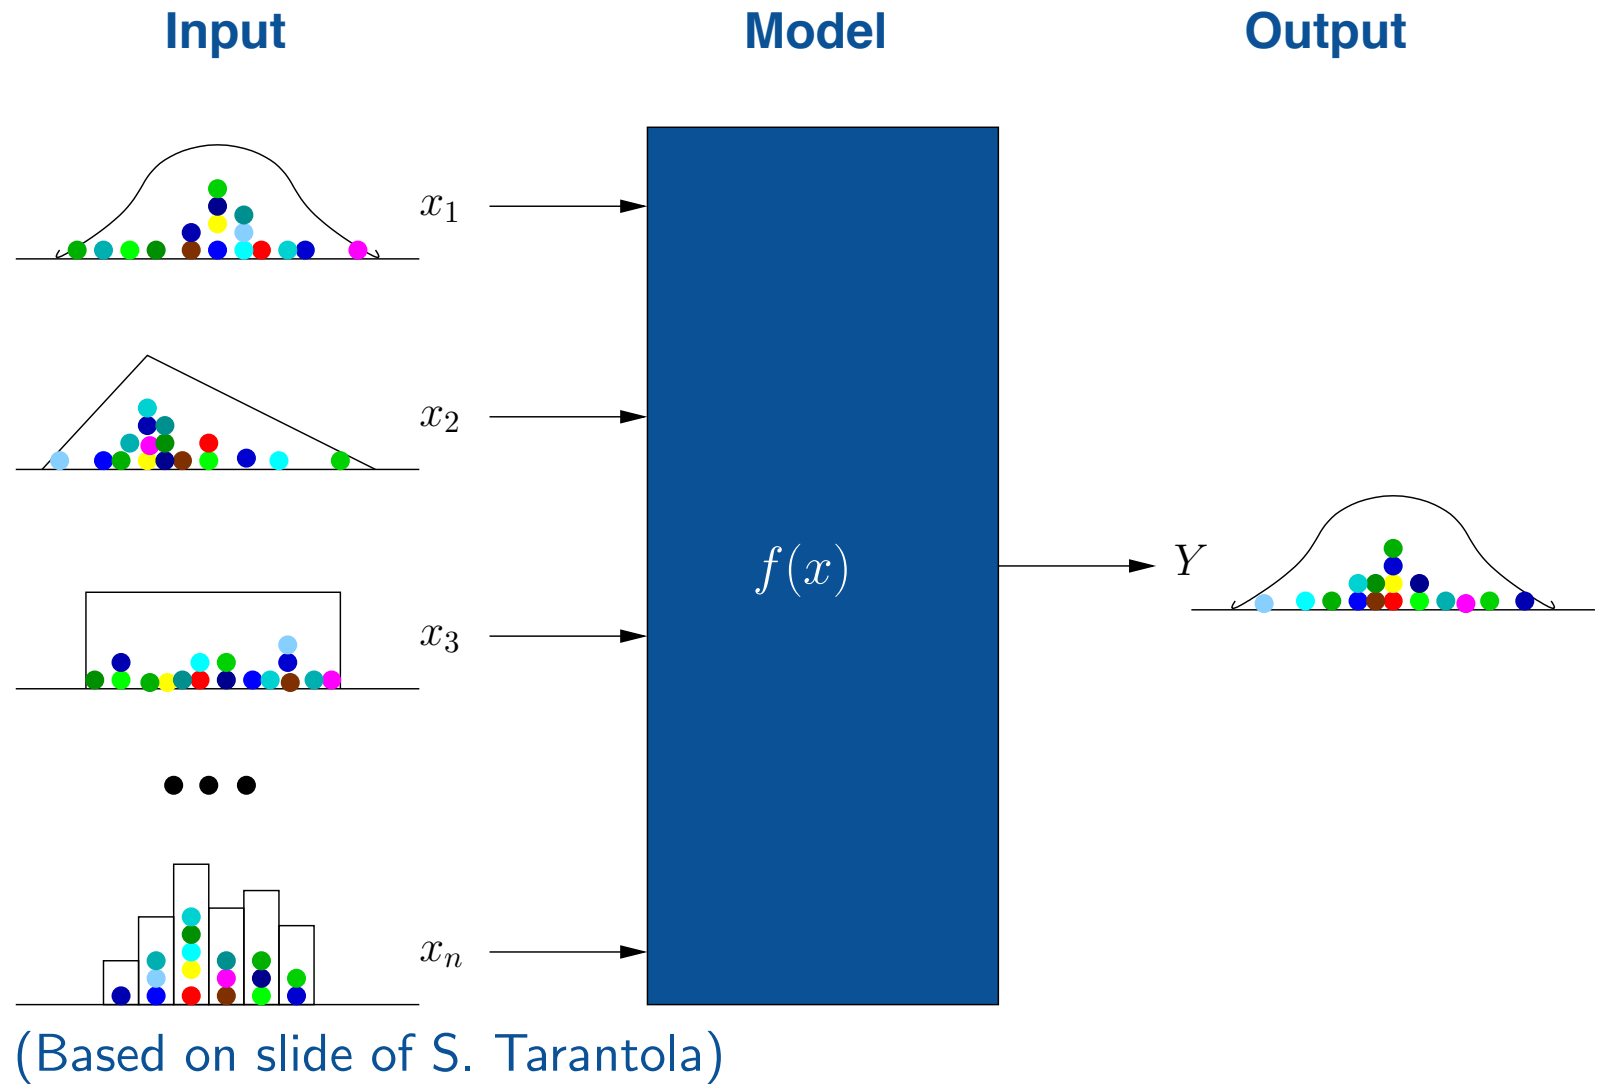 Input Model Output
x₁
x₂
f(x) Y
x₃
xₙ
(Based on slide of S. Tarantola)